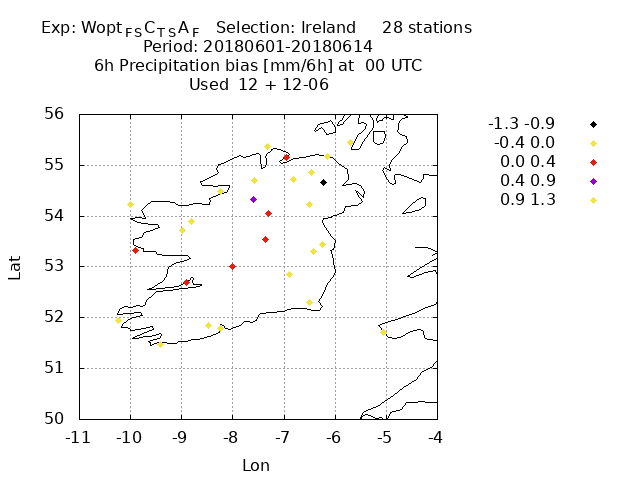 Exp: Wopt_FS C_TS A_F Selection: Ireland 28 stations
Period: 20180601-20180614
6h Precipitation bias [mm/6h] at 00 UTC
Used 12 + 12-06
-1.3 -0.9
-0.4 0.0
0.0 0.4
0.4 0.9
0.9 1.3
56
55
54
53
52
51
50
Lat
-11 -10 -9 -8 -7 -6 -5 -4
Lon